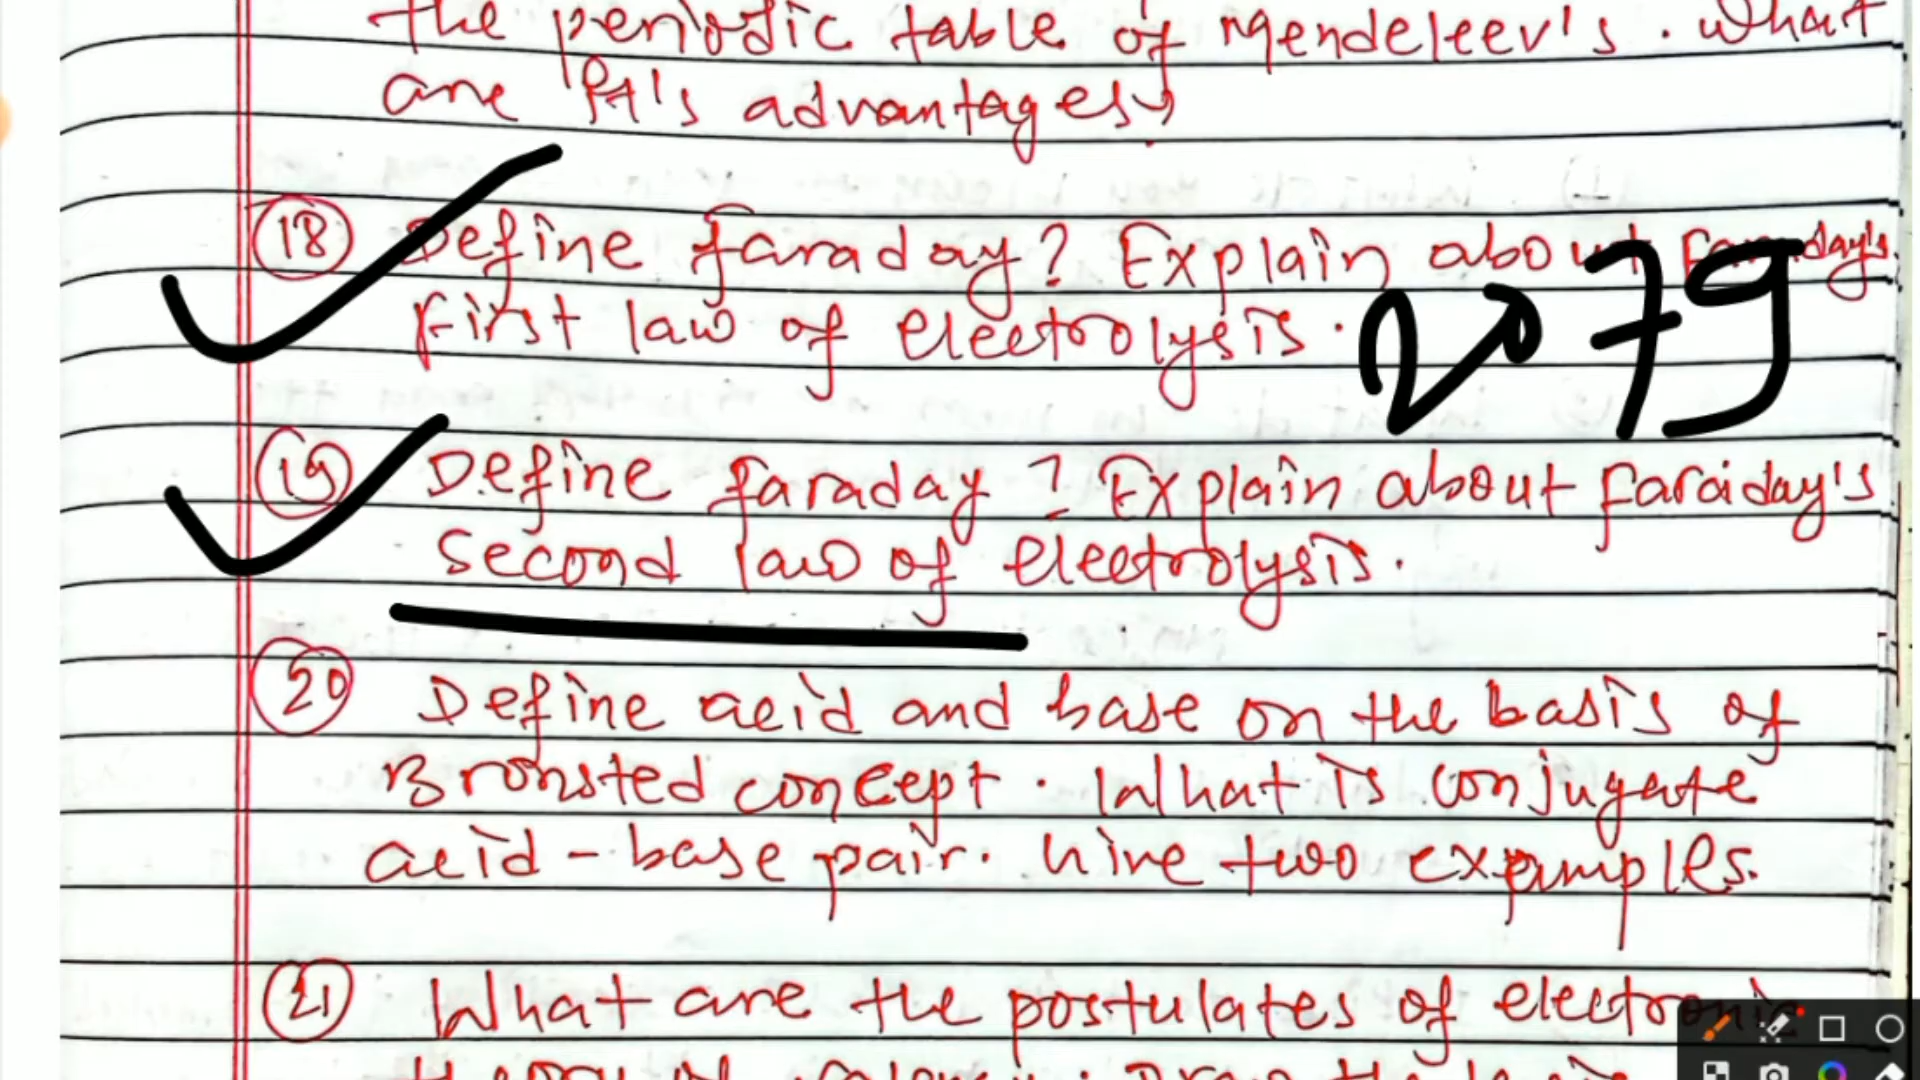 the periodic table of Mendeleev's. What
are
advantages
18 Define faraday? Explain about Faraday's
First law of electrolysis. 2079
19 Define faraday? Explain about Faraiday's
second law of electrolysis.
20 Define acid and base on the basis of
Bronsted concept. What is conjugate
acid-base pair. Give two examples.
21 What are the postulates of electronic